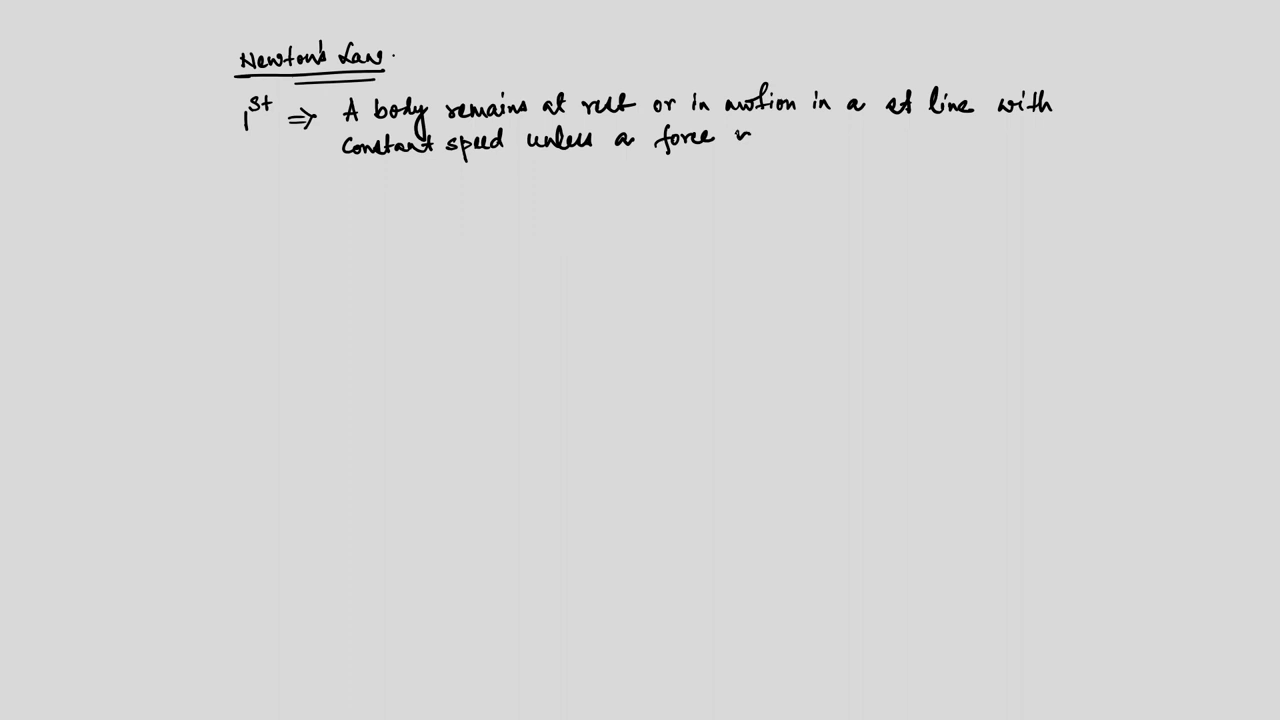 Newton's Law.
1st ⇒ A body remains at rest or in motion in a st line with
Constant speed unless a force